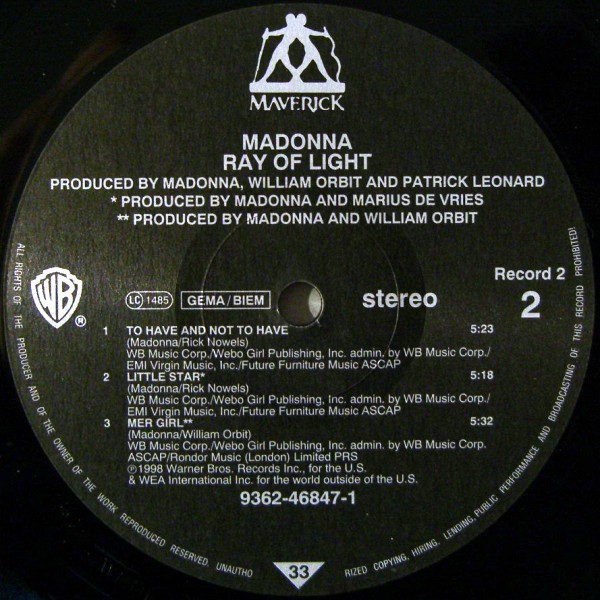 MAVERICK
MADONNA
RAY OF LIGHT
PRODUCED BY MADONNA, WILLIAM ORBIT AND PATRICK LEONARD
* PRODUCED BY MADONNA AND MARIUS DE VRIES
** PRODUCED BY MADONNA AND WILLIAM ORBIT
WB ®
LC 1485
GEMA/BIEM
stereo
Record 2
2
1 TO HAVE AND NOT TO HAVE 5:23
(Madonna/Rick Nowels)
WB Music Corp./Webo Girl Publishing, Inc. admin. by WB Music Corp./
EMI Virgin Music, Inc./Future Furniture Music ASCAP
2 LITTLE STAR* 5:18
(Madonna/Rick Nowels)
WB Music Corp./Webo Girl Publishing, Inc. admin. by WB Music Corp./
EMI Virgin Music, Inc./Future Furniture Music ASCAP
3 MER GIRL** 5:32
(Madonna/William Orbit)
WB Music Corp./Webo Girl Publishing, Inc. admin. by WB Music Corp.
ASCAP/Rondor Music (London) Limited PRS
℗1998 Warner Bros. Records Inc., for the U.S.
& WEA International Inc. for the world outside of the U.S.
9362-46847-1
33
ALL RIGHTS OF THE PRODUCER AND OF THE OWNER OF THE WORK REPRODUCED RESERVED. UNAUTHO
RIZED COPYING, HIRING, LENDING, PUBLIC PERFORMANCE AND BROADCASTING OF THIS RECORD PROHIBITED!